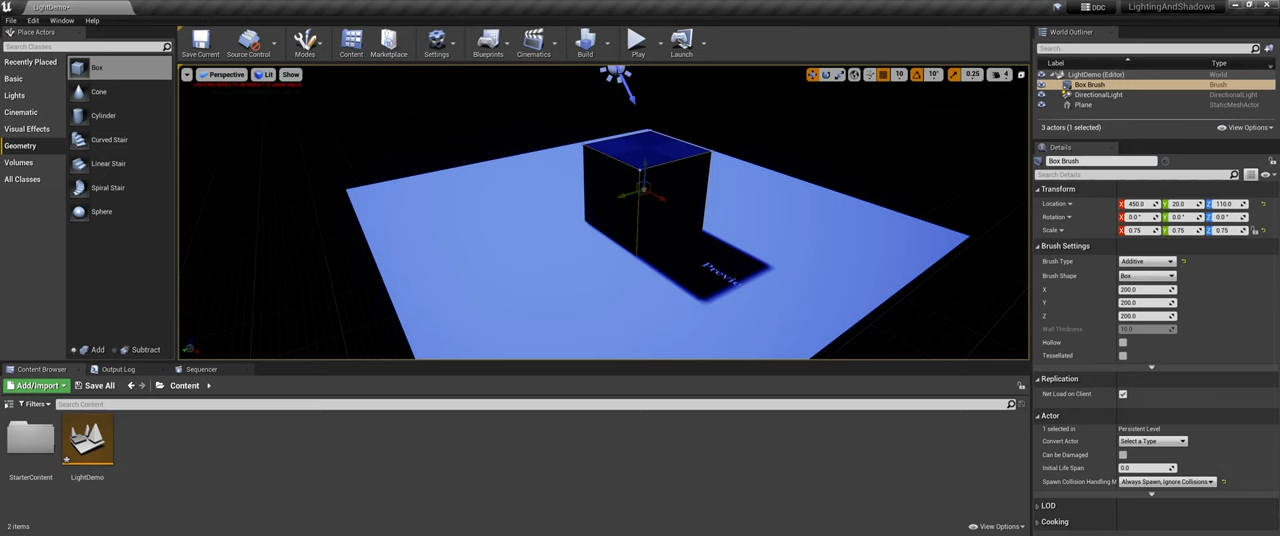 LightDemo*
DDC
LightingAndShadows
File
Edit
Window
Help
Place Actors
Search Classes
Recently Placed
Basic
Lights
Cinematic
Visual Effects
Geometry
Volumes
All Classes
Box
Cone
Cylinder
Curved Stair
Linear Stair
Spiral Stair
Sphere
Add
Subtract
Save Current
Source Control
Modes
Content
Marketplace
Settings
Blueprints
Cinematics
Build
Play
Launch
Perspective
Lit
Show
10
10°
0.25
4
Previe
World Outliner
Search...
Label
Type
LightDemo (Editor)
World
Box Brush
Brush
DirectionalLight
DirectionalLight
Plane
StaticMeshActor
3 actors (1 selected)
View Options
Details
Box Brush
Search Details
Transform
Location
X 450.0
Y 20.0
Z 110.0
Rotation
X 0.0°
Y 0.0°
Z 0.0°
Scale
X 0.75
Y 0.75
Z 0.75
Brush Settings
Brush Type
Additive
Brush Shape
Box
X
200.0
Y
200.0
Z
200.0
Wall Thickness
10.0
Hollow
Tessellated
Replication
Net Load on Client
Actor
1 selected in
Persistent Level
Convert Actor
Select a Type
Can be Damaged
Initial Life Span
0.0
Spawn Collision Handling M
Always Spawn, Ignore Collisions
LOD
Cooking
Content Browser
Output Log
Sequencer
Add/Import
Save All
Content
Filters
Search Content
StarterContent
LightDemo
2 items
View Options